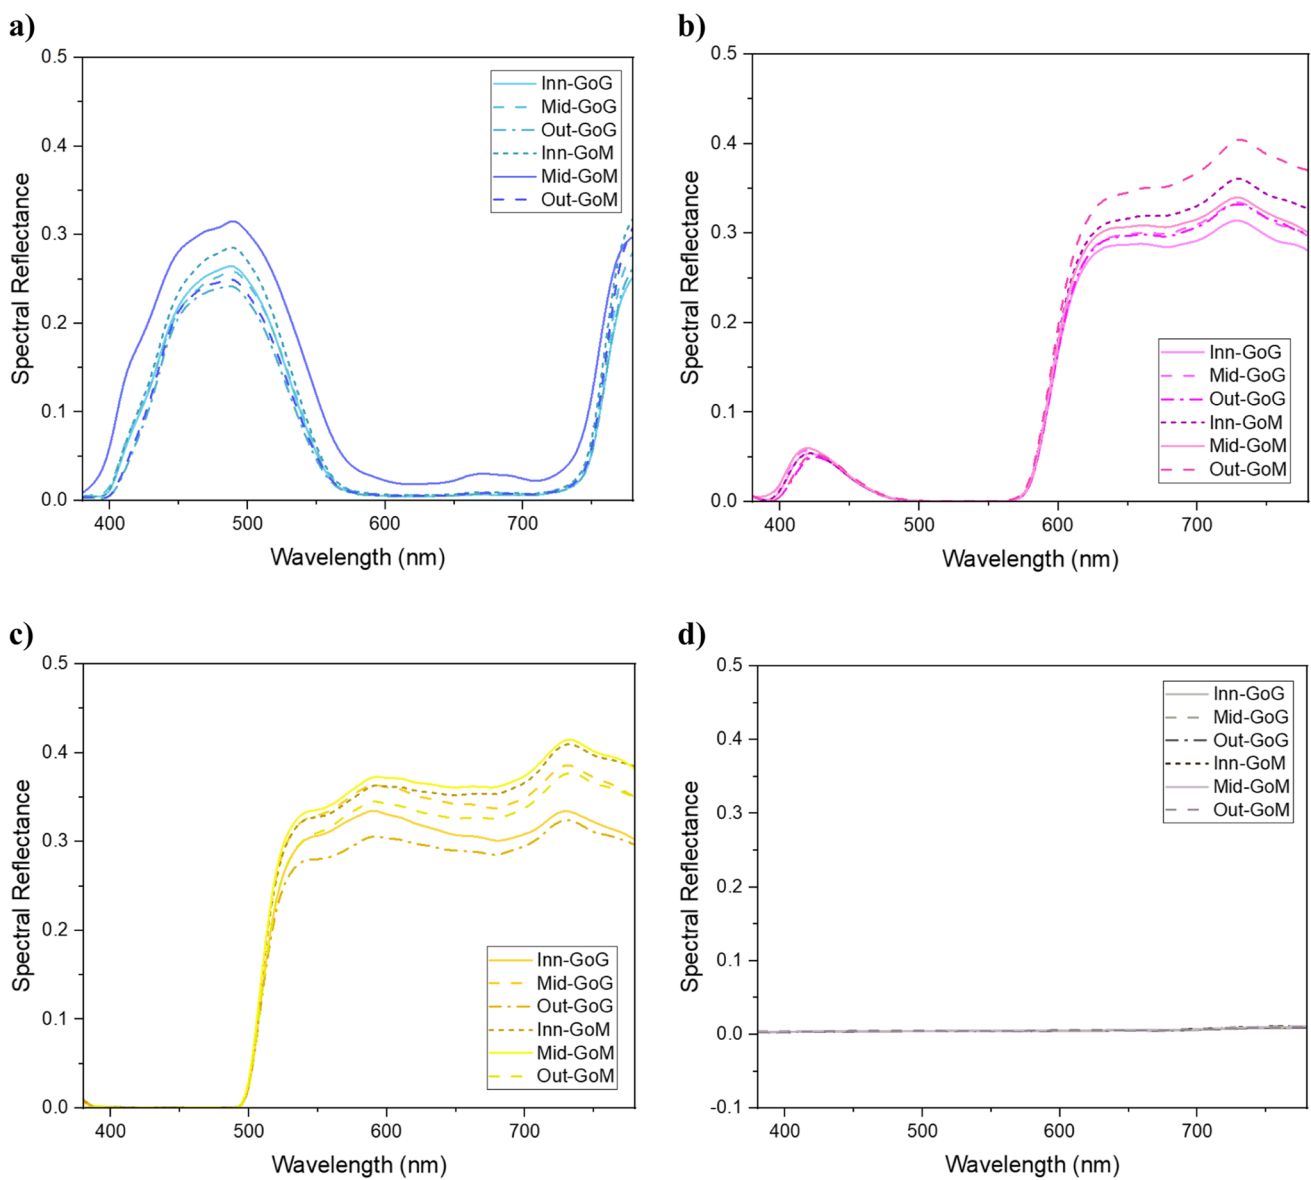 a)
0.5
0.4
0.3
0.2
0.1
0.0
Spectral Reflectance
400 500 600 700
Wavelength (nm)
Inn-GoG
Mid-GoG
Out-GoG
Inn-GoM
Mid-GoM
Out-GoM
b)
0.5
0.4
0.3
0.2
0.1
0.0
Spectral Reflectance
400 500 600 700
Wavelength (nm)
Inn-GoG
Mid-GoG
Out-GoG
Inn-GoM
Mid-GoM
Out-GoM
c)
0.5
0.4
0.3
0.2
0.1
0.0
Spectral Reflectance
400 500 600 700
Wavelength (nm)
Inn-GoG
Mid-GoG
Out-GoG
Inn-GoM
Mid-GoM
Out-GoM
d)
0.5
0.4
0.3
0.2
0.1
0.0
-0.1
Spectral Reflectance
400 500 600 700
Wavelength (nm)
Inn-GoG
Mid-GoG
Out-GoG
Inn-GoM
Mid-GoM
Out-GoM